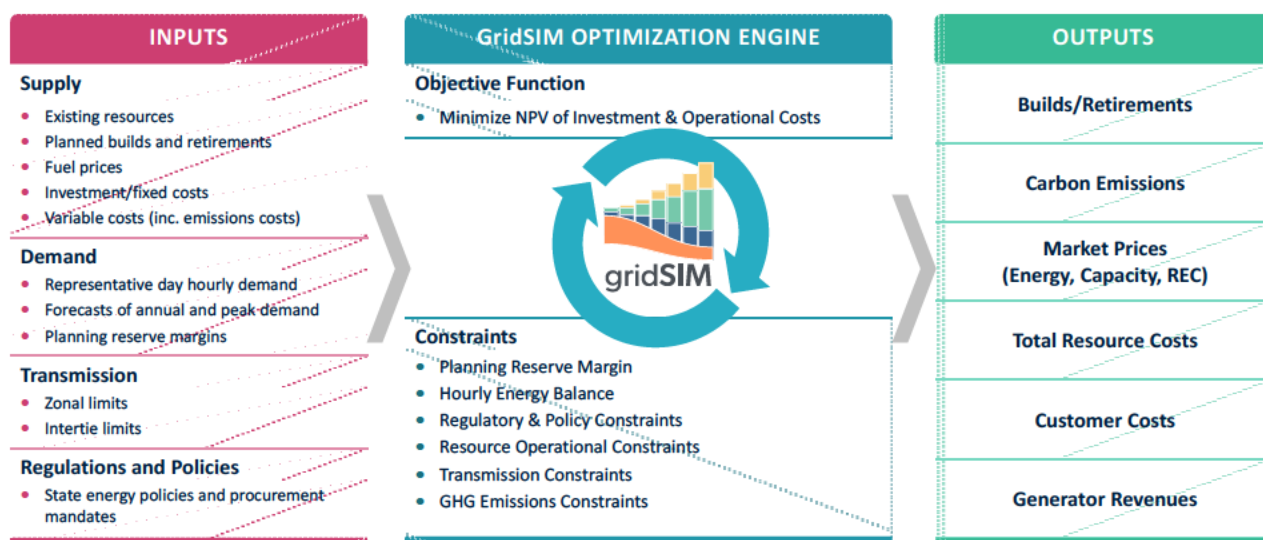 INPUTS
Supply
• Existing resources
• Planned builds and retirements
• Fuel prices
• Investment/fixed costs
• Variable costs (inc. emissions costs)
Demand
• Representative day hourly demand
• Forecasts of annual and peak demand
• Planning reserve margins
Transmission
• Zonal limits
• Intertie limits
Regulations and Policies
• State energy policies and procurement
mandates
GridSIM OPTIMIZATION ENGINE
Objective Function
• Minimize NPV of Investment & Operational Costs
gridSIM
Constraints
• Planning Reserve Margin
• Hourly Energy Balance
• Regulatory & Policy Constraints
• Resource Operational Constraints
• Transmission Constraints
• GHG Emissions Constraints
OUTPUTS
Builds/Retirements
Carbon Emissions
Market Prices
(Energy, Capacity, REC)
Total Resource Costs
Customer Costs
Generator Revenues